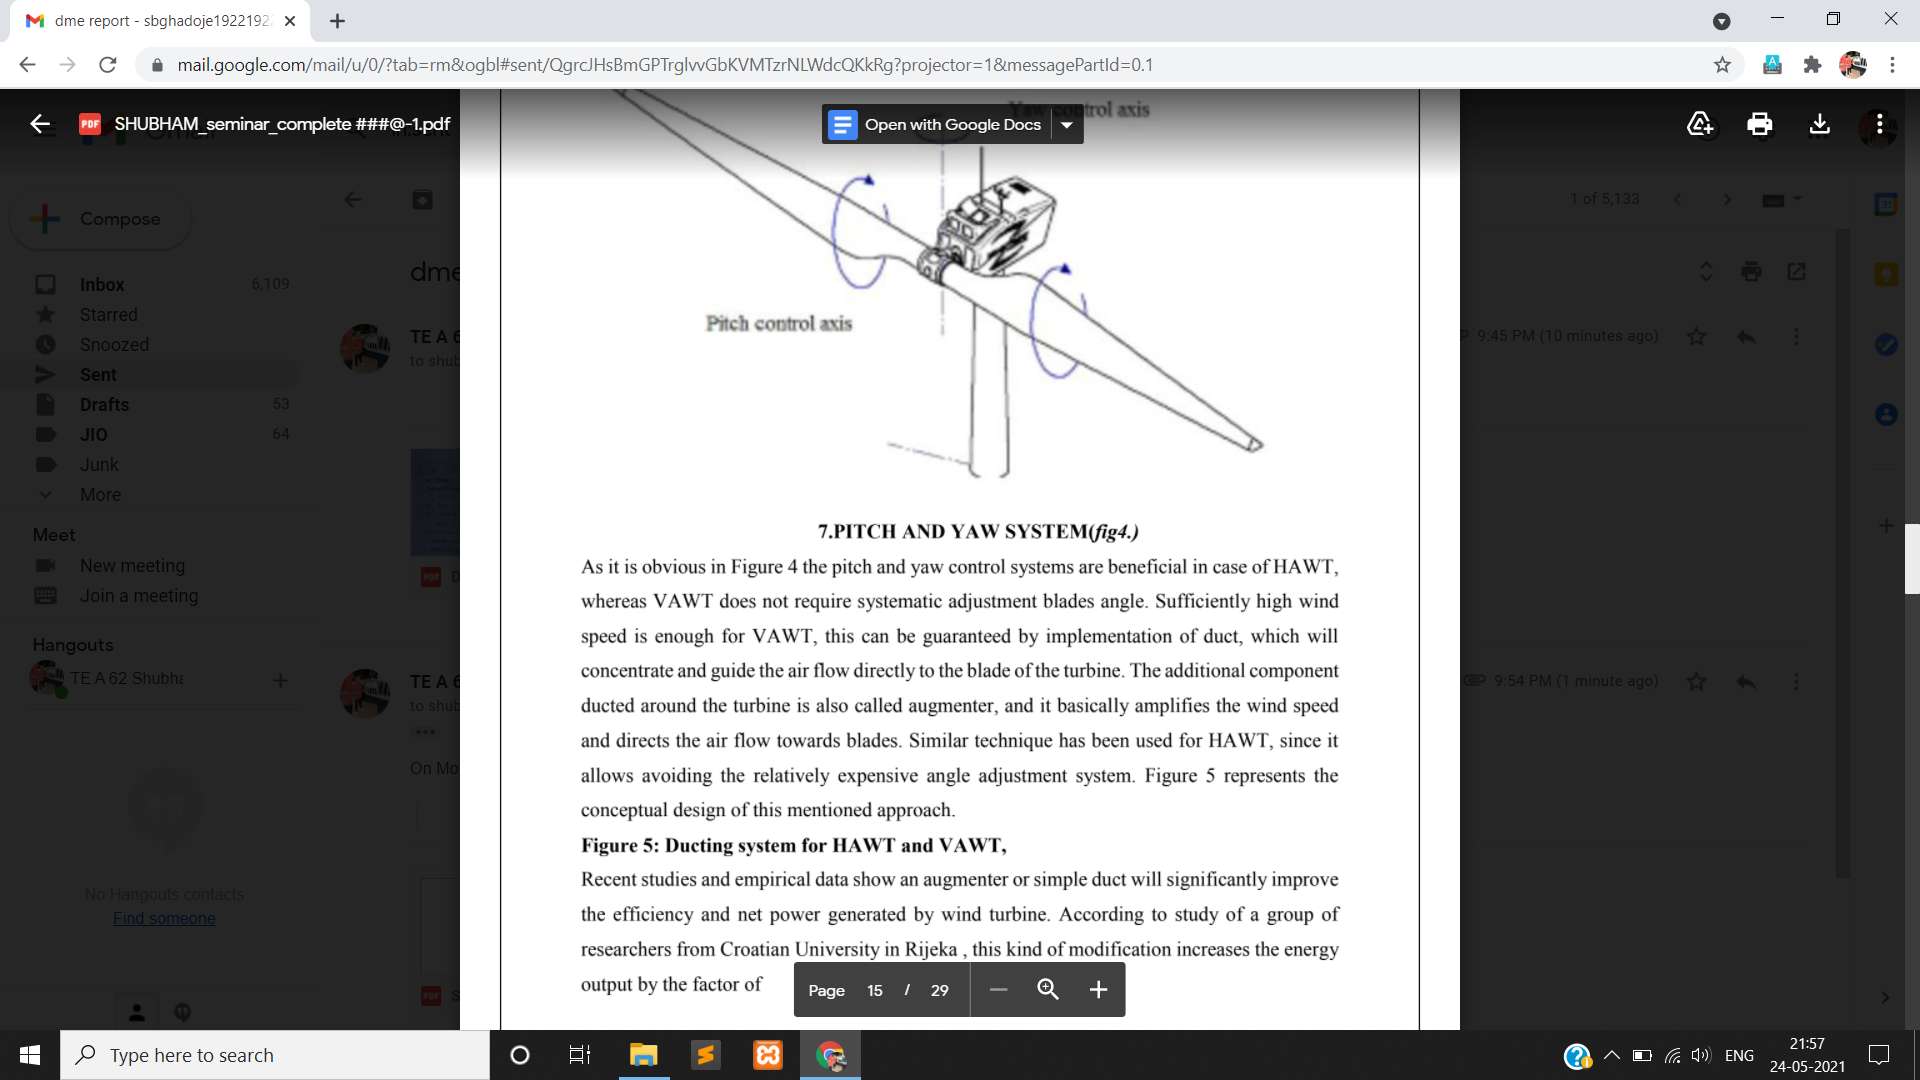 dme report - sbghadoje1922192
mail.google.com/mail/u/0/?tab=rm&ogbl#sent/QgrcJHsBmGPTrglvvGbKVMTzrNLWdcQKkRg?projector=1&messagePartId=0.1
PDF SHUBHAM_seminar_complete ###@-1.pdf
Open with Google Docs
Yaw control axis
Compose
1 of 5,133
Inbox 6,109
Starred
Snoozed
Sent
Drafts 53
JIO 64
Junk
More
Meet
New meeting
Join a meeting
Hangouts
TE A 62 Shubha
No Hangouts contacts
Find someone
dme
TE A 6
to shub
9:45 PM (10 minutes ago)
PDF
TE A 6
to shub
9:54 PM (1 minute ago)
On Mo
PDF
Pitch control axis
7.PITCH AND YAW SYSTEM(fig4.)
As it is obvious in Figure 4 the pitch and yaw control systems are beneficial in case of HAWT,
whereas VAWT does not require systematic adjustment blades angle. Sufficiently high wind
speed is enough for VAWT, this can be guaranteed by implementation of duct, which will
concentrate and guide the air flow directly to the blade of the turbine. The additional component
ducted around the turbine is also called augmenter, and it basically amplifies the wind speed
and directs the air flow towards blades. Similar technique has been used for HAWT, since it
allows avoiding the relatively expensive angle adjustment system. Figure 5 represents the
conceptual design of this mentioned approach.
Figure 5: Ducting system for HAWT and VAWT,
Recent studies and empirical data show an augmenter or simple duct will significantly improve
the efficiency and net power generated by wind turbine. According to study of a group of
researchers from Croatian University in Rijeka , this kind of modification increases the energy
output by the factor of
Page 15 / 29
Type here to search
ENG
21:57
24-05-2021